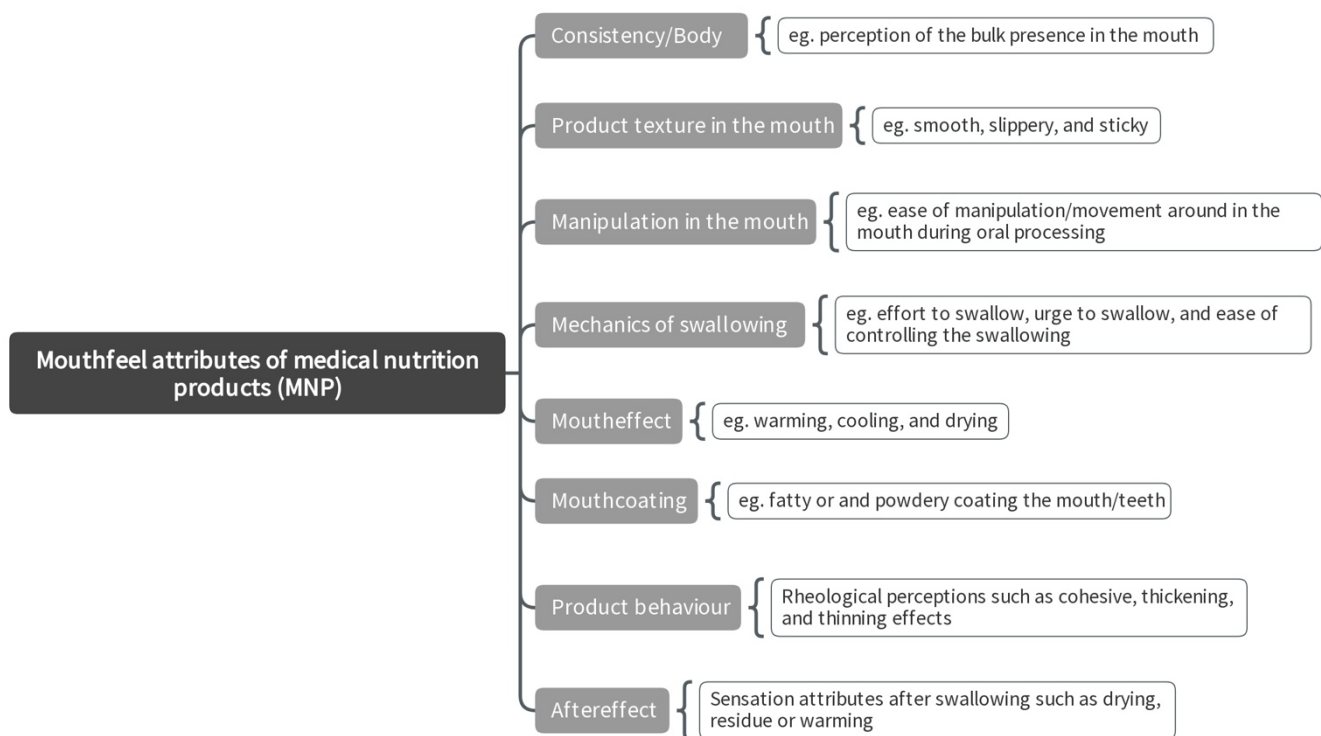 Mouthfeel attributes of medical nutrition
products (MNP)
Consistency/Body
eg. perception of the bulk presence in the mouth
Product texture in the mouth
eg. smooth, slippery, and sticky
Manipulation in the mouth
eg. ease of manipulation/movement around in the
mouth during oral processing
Mechanics of swallowing
eg. effort to swallow, urge to swallow, and ease of
controlling the swallowing
Moutheffect
eg. warming, cooling, and drying
Mouthcoating
eg. fatty or and powdery coating the mouth/teeth
Product behaviour
Rheological perceptions such as cohesive, thickening,
and thinning effects
Aftereffect
Sensation attributes after swallowing such as drying,
residue or warming